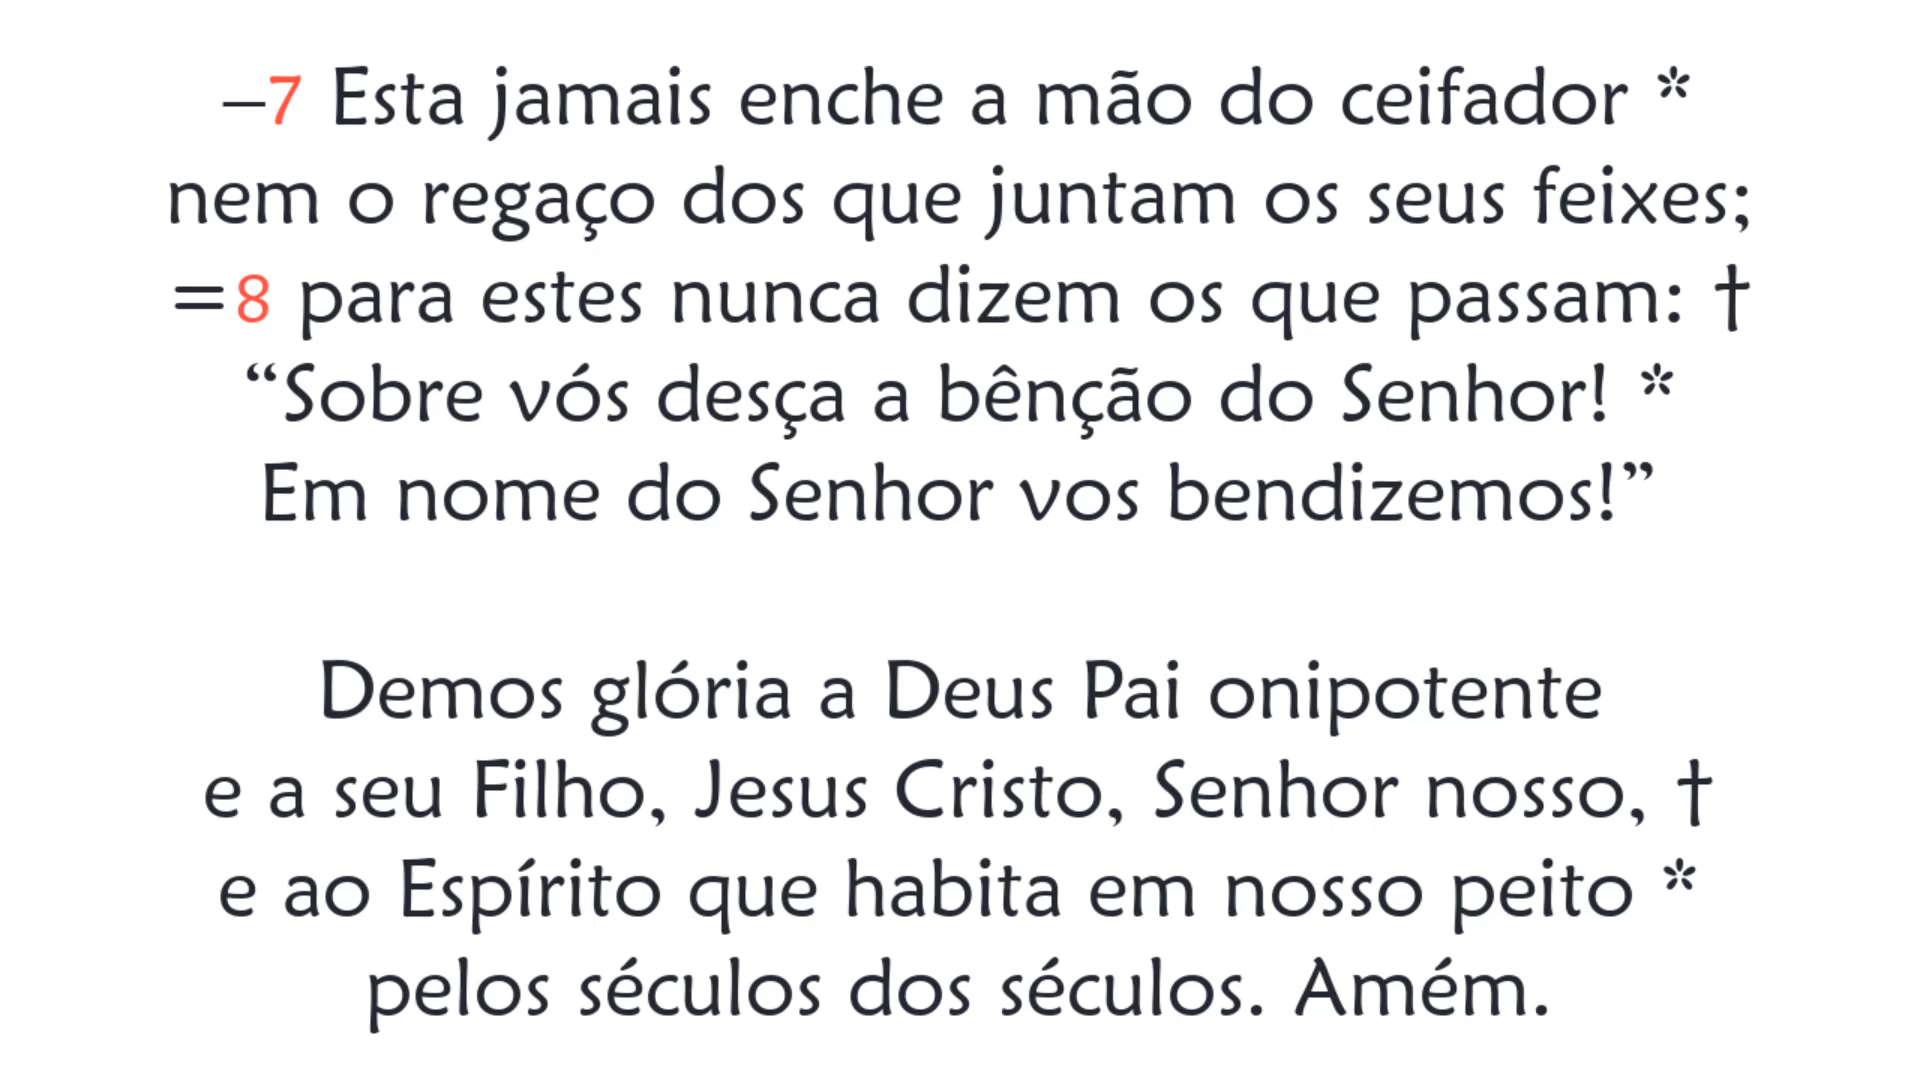 –7 Esta jamais enche a mão do ceifador *
nem o regaço dos que juntam os seus feixes;
=8 para estes nunca dizem os que passam: †
“Sobre vós desça a bênção do Senhor! *
Em nome do Senhor vos bendizemos!”
Demos glória a Deus Pai onipotente
e a seu Filho, Jesus Cristo, Senhor nosso, †
e ao Espírito que habita em nosso peito *
pelos séculos dos séculos. Amém.